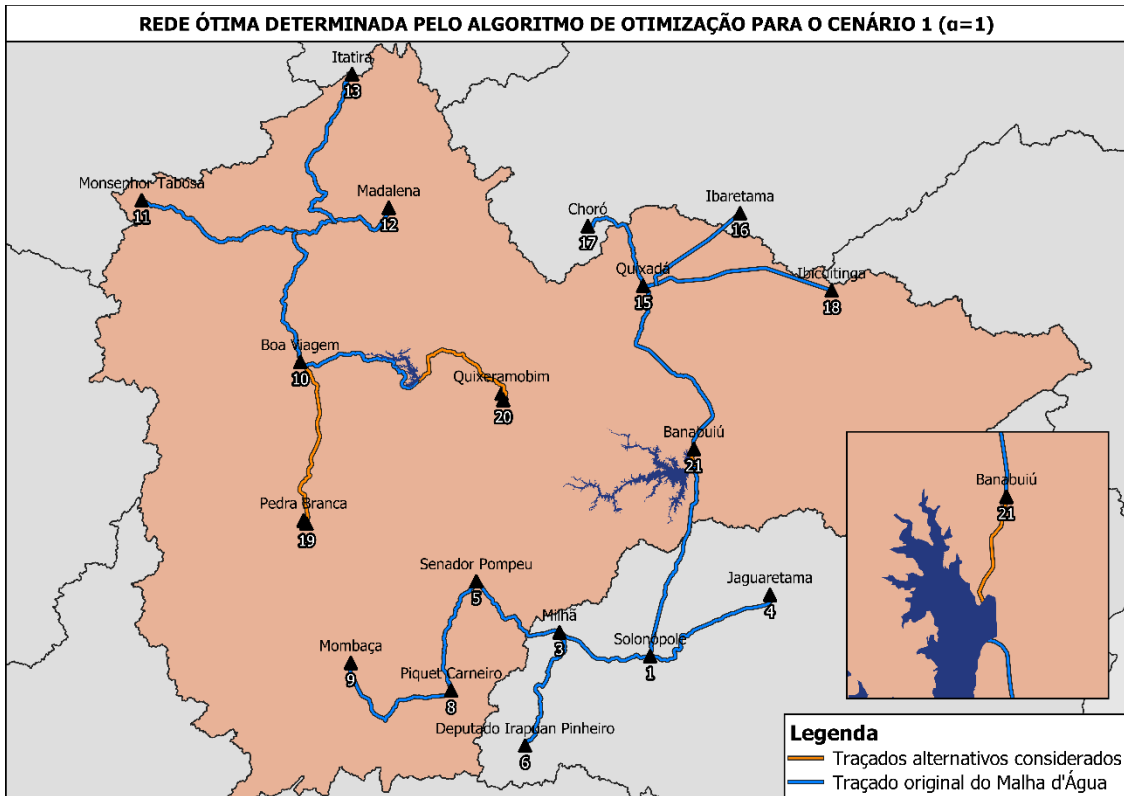 REDE ÓTIMA DETERMINADA PELO ALGORITMO DE OTIMIZAÇÃO PARA O CENÁRIO 1 (α=1)
Itatira
13
Monsenhor Tabosa
11
Madalena
12
Choró
17
Ibaretama
16
Quixadá
15
Ibicuitinga
18
Boa Viagem
10
Quixeramobim
20
Banabuiú
21
Banabuiú
21
Pedra Branca
19
Senador Pompeu
5
Jaguaretama
4
Milhã
3
Solonópole
1
Mombaça
9
Piquet Carneiro
8
Deputado Irapuan Pinheiro
6
Legenda
Traçados alternativos considerados
Traçado original do Malha d'Água